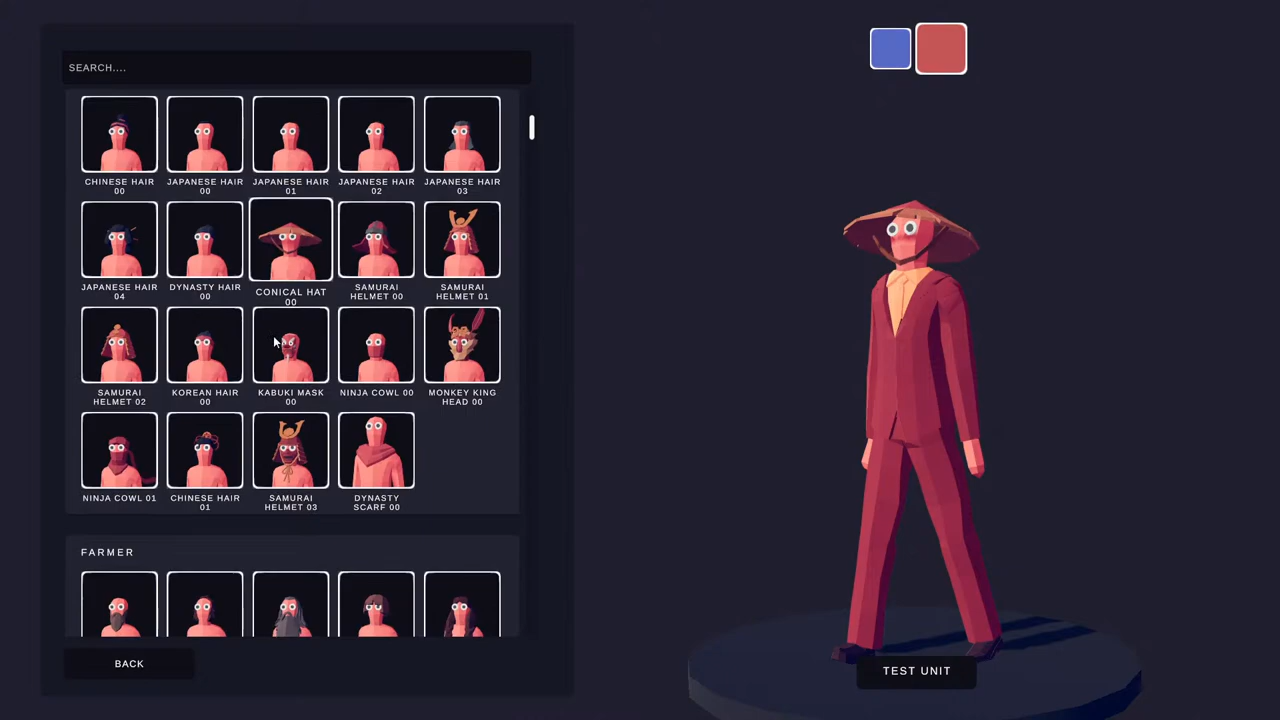 SEARCH....
CHINESE HAIR
00
JAPANESE HAIR
00
JAPANESE HAIR
01
JAPANESE HAIR
02
JAPANESE HAIR
03
JAPANESE HAIR
04
DYNASTY HAIR
00
CONICAL HAT
00
SAMURAI
HELMET 00
SAMURAI
HELMET 01
SAMURAI
HELMET 02
KOREAN HAIR
00
KABUKI MASK
00
NINJA COWL 00
MONKEY KING
HEAD 00
NINJA COWL 01
CHINESE HAIR
01
SAMURAI
HELMET 03
DYNASTY
SCARF 00
FARMER
BACK
TEST UNIT